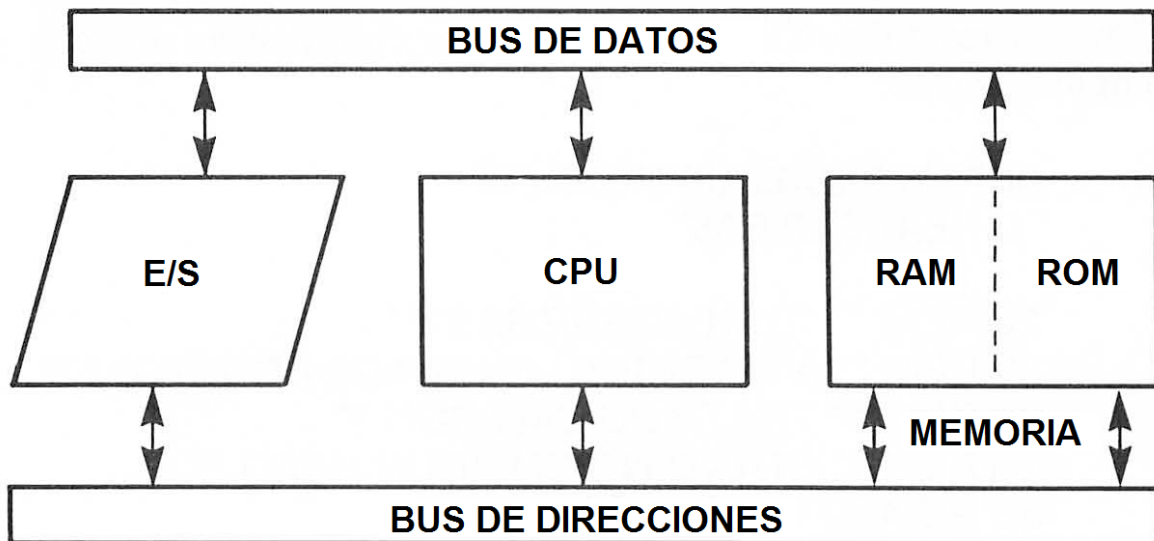 BUS DE DATOS
E/S
CPU
RAM
ROM
MEMORIA
BUS DE DIRECCIONES